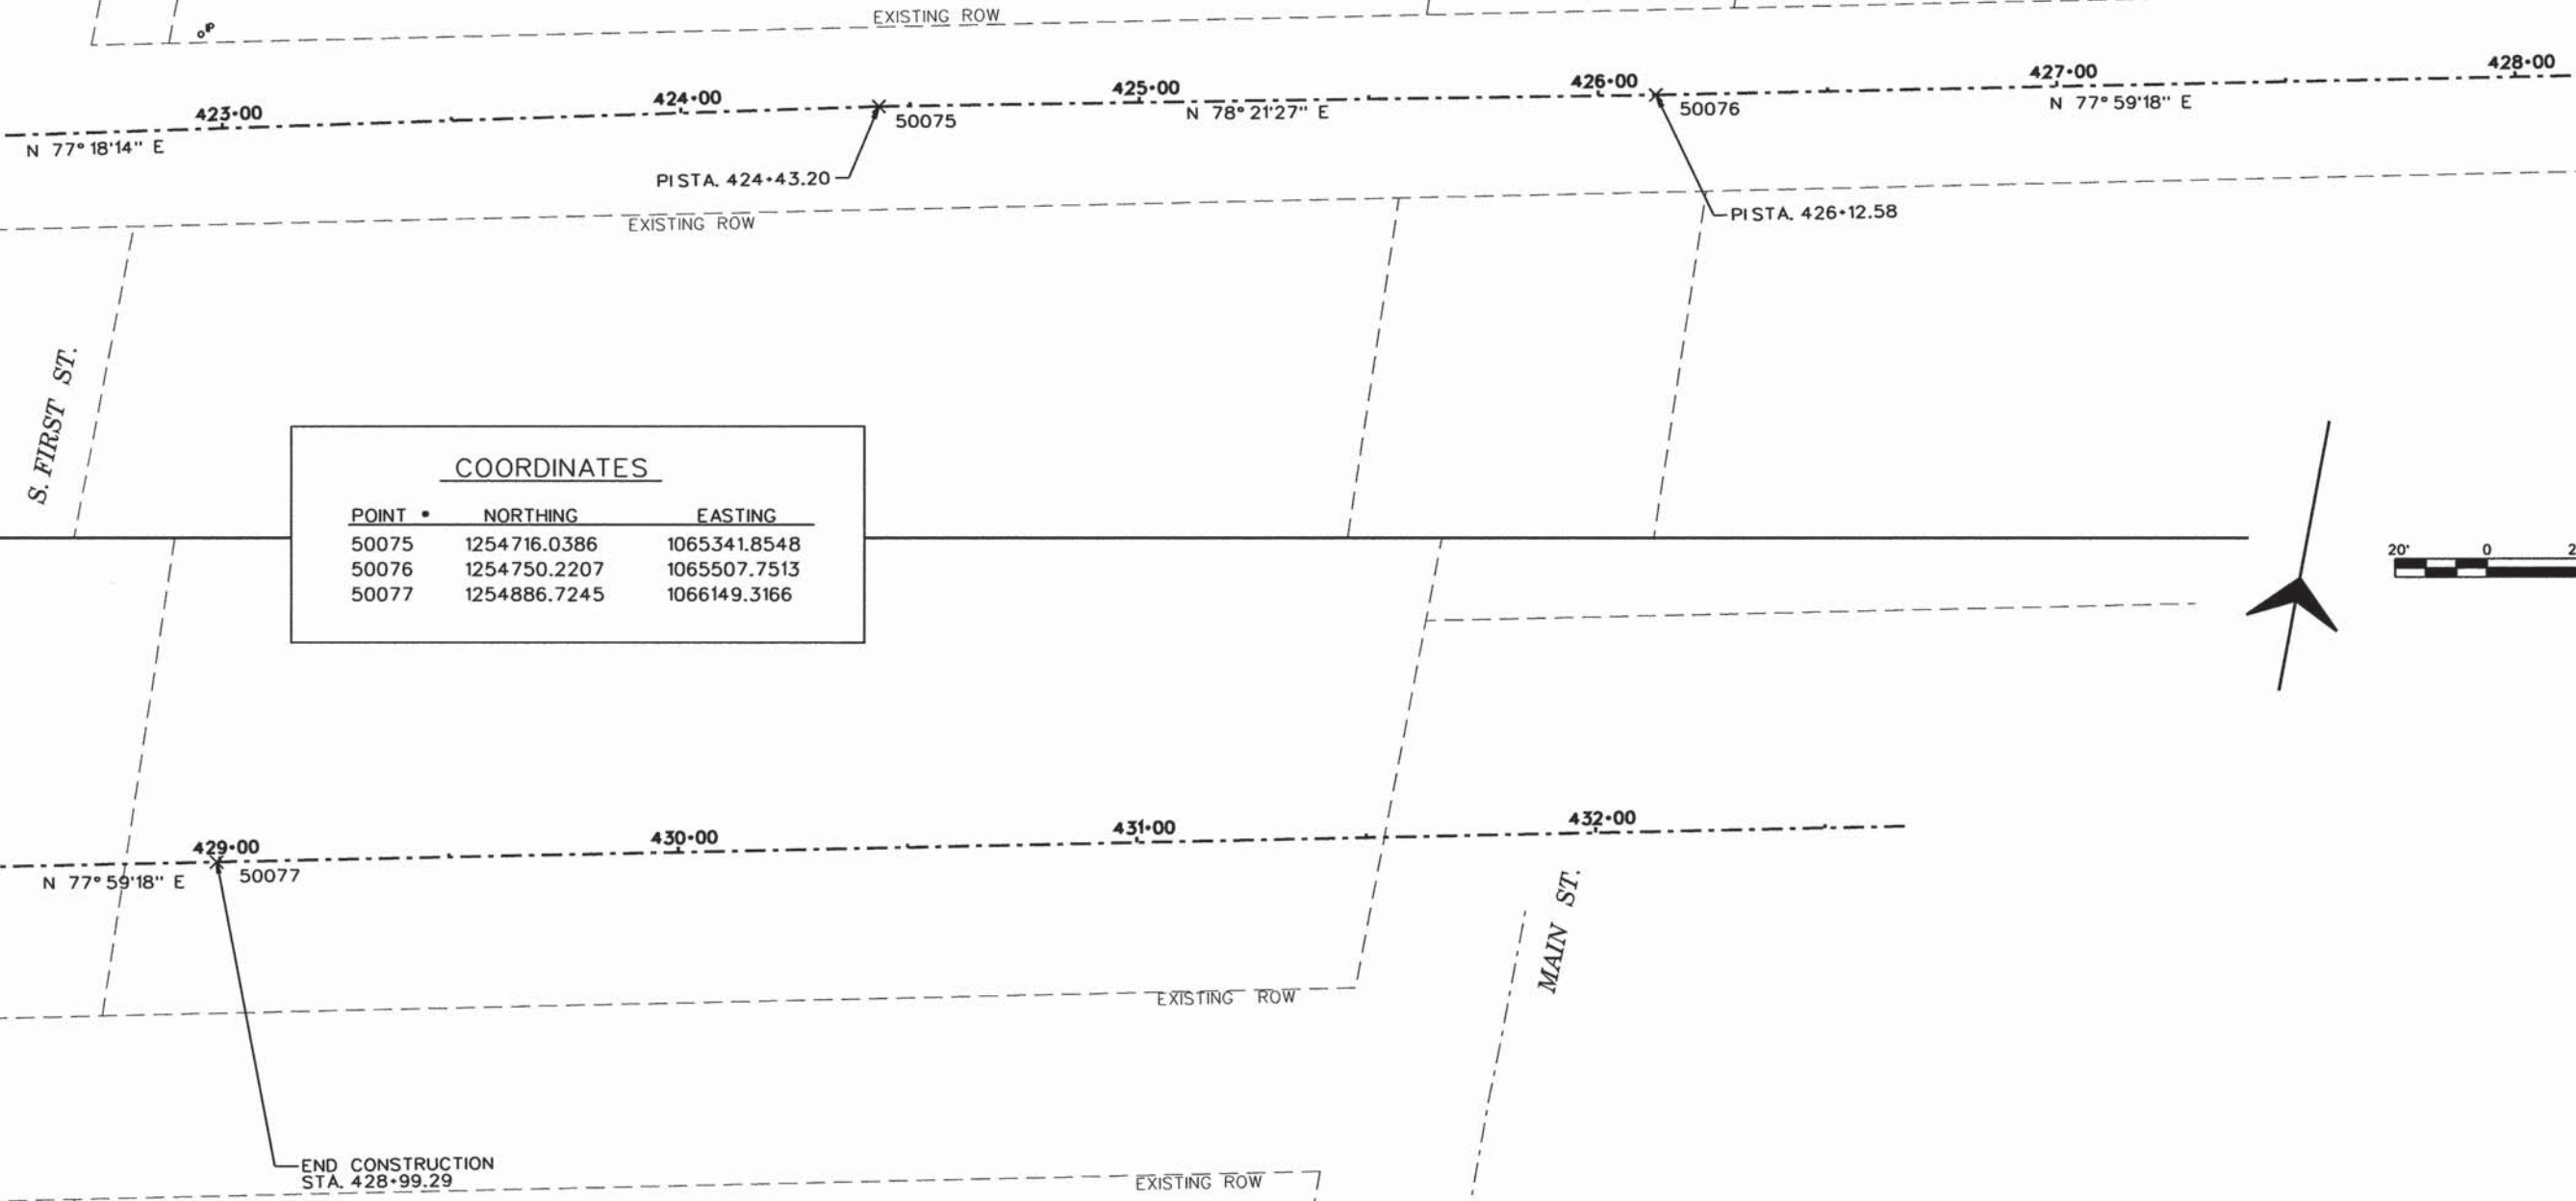 EXISTING ROW
P
423+00
424+00
425+00
426+00
427+00
428+00
N 77° 18'14" E
50075
N 78° 21'27" E
50076
N 77° 59'18" E
PI STA. 424+43.20
PI STA. 426+12.58
EXISTING ROW
S. FIRST ST.
COORDINATES
POINT • NORTHING EASTING
50075 1254716.0386 1065341.8548
50076 1254750.2207 1065507.7513
50077 1254886.7245 1066149.3166
20' 0
429+00
430+00
431+00
432+00
N 77° 59'18" E
50077
MAIN ST.
EXISTING ROW
END CONSTRUCTION
STA. 428+99.29
EXISTING ROW